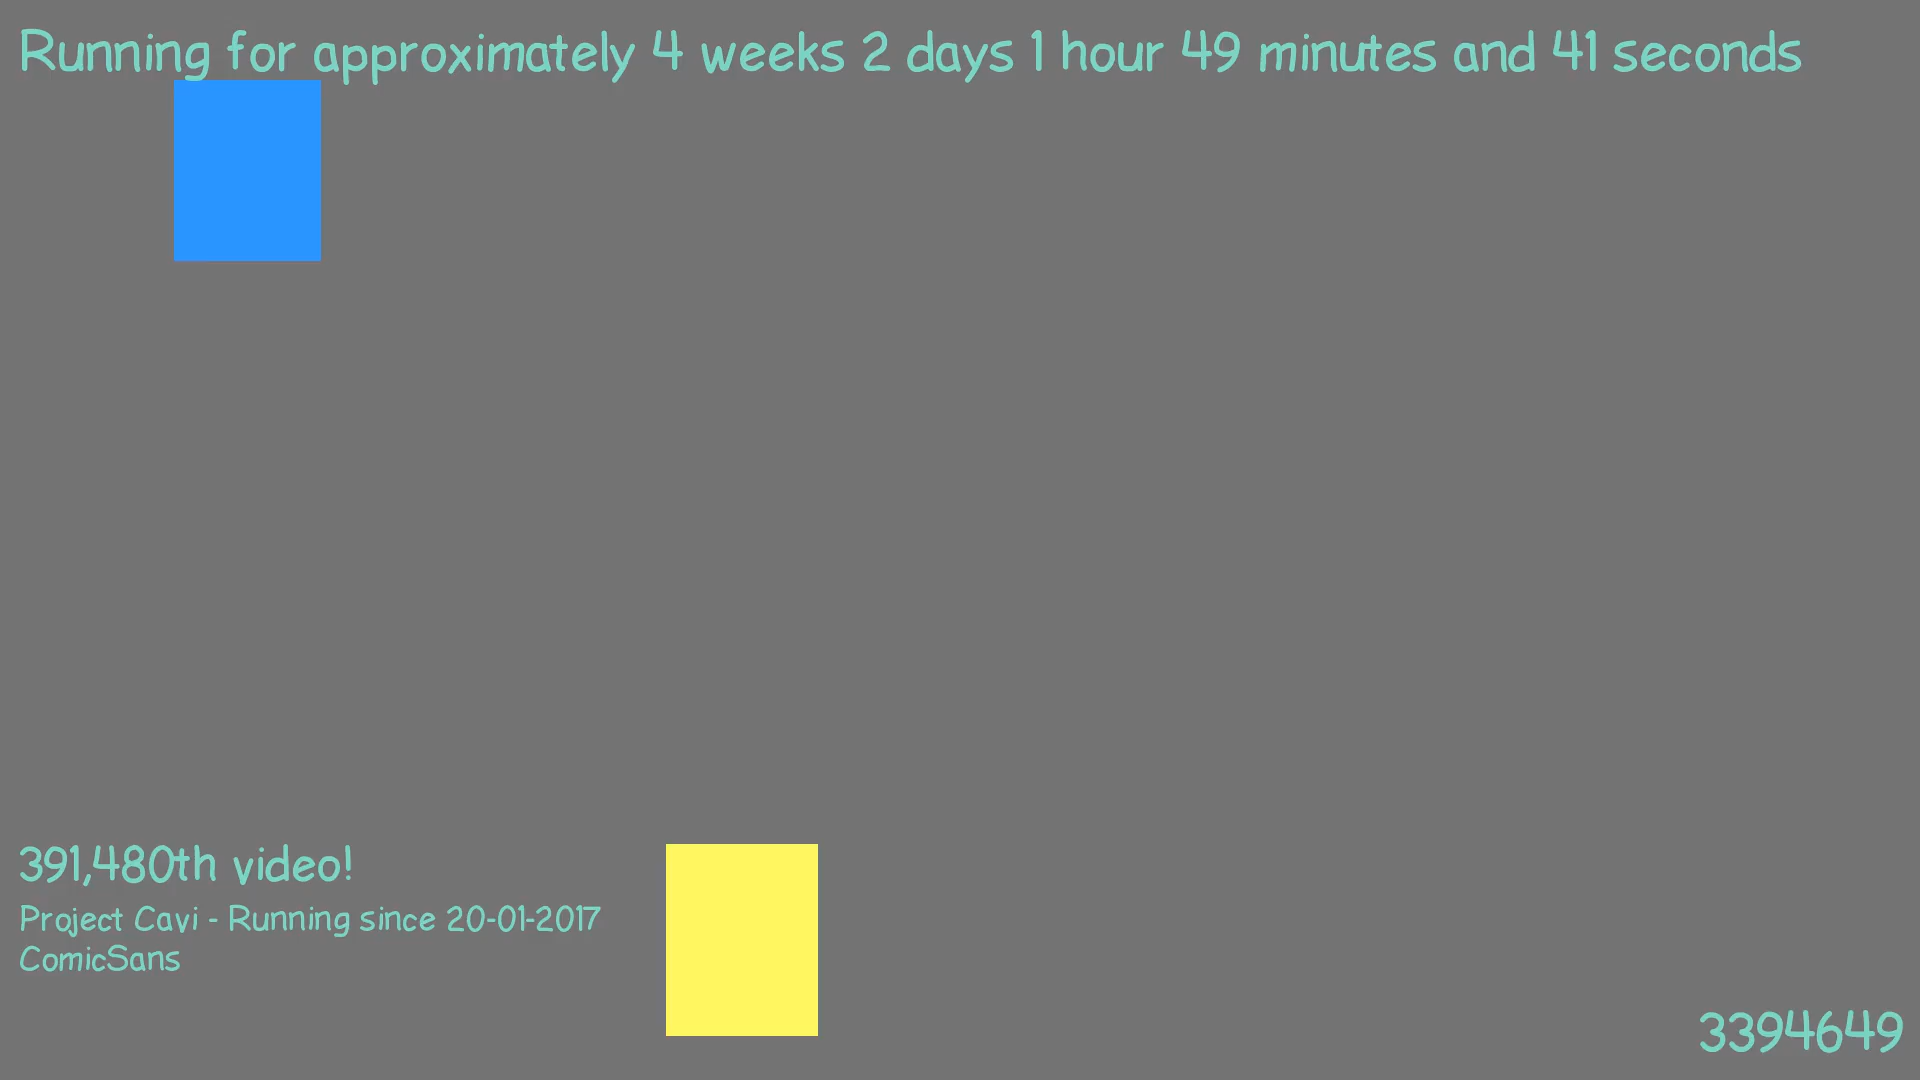 Running for approximately 4 weeks 2 days 1 hour 49 minutes and 41 seconds
391,480th video!
Project Cavi - Running since 20-01-2017
ComicSans
3394649